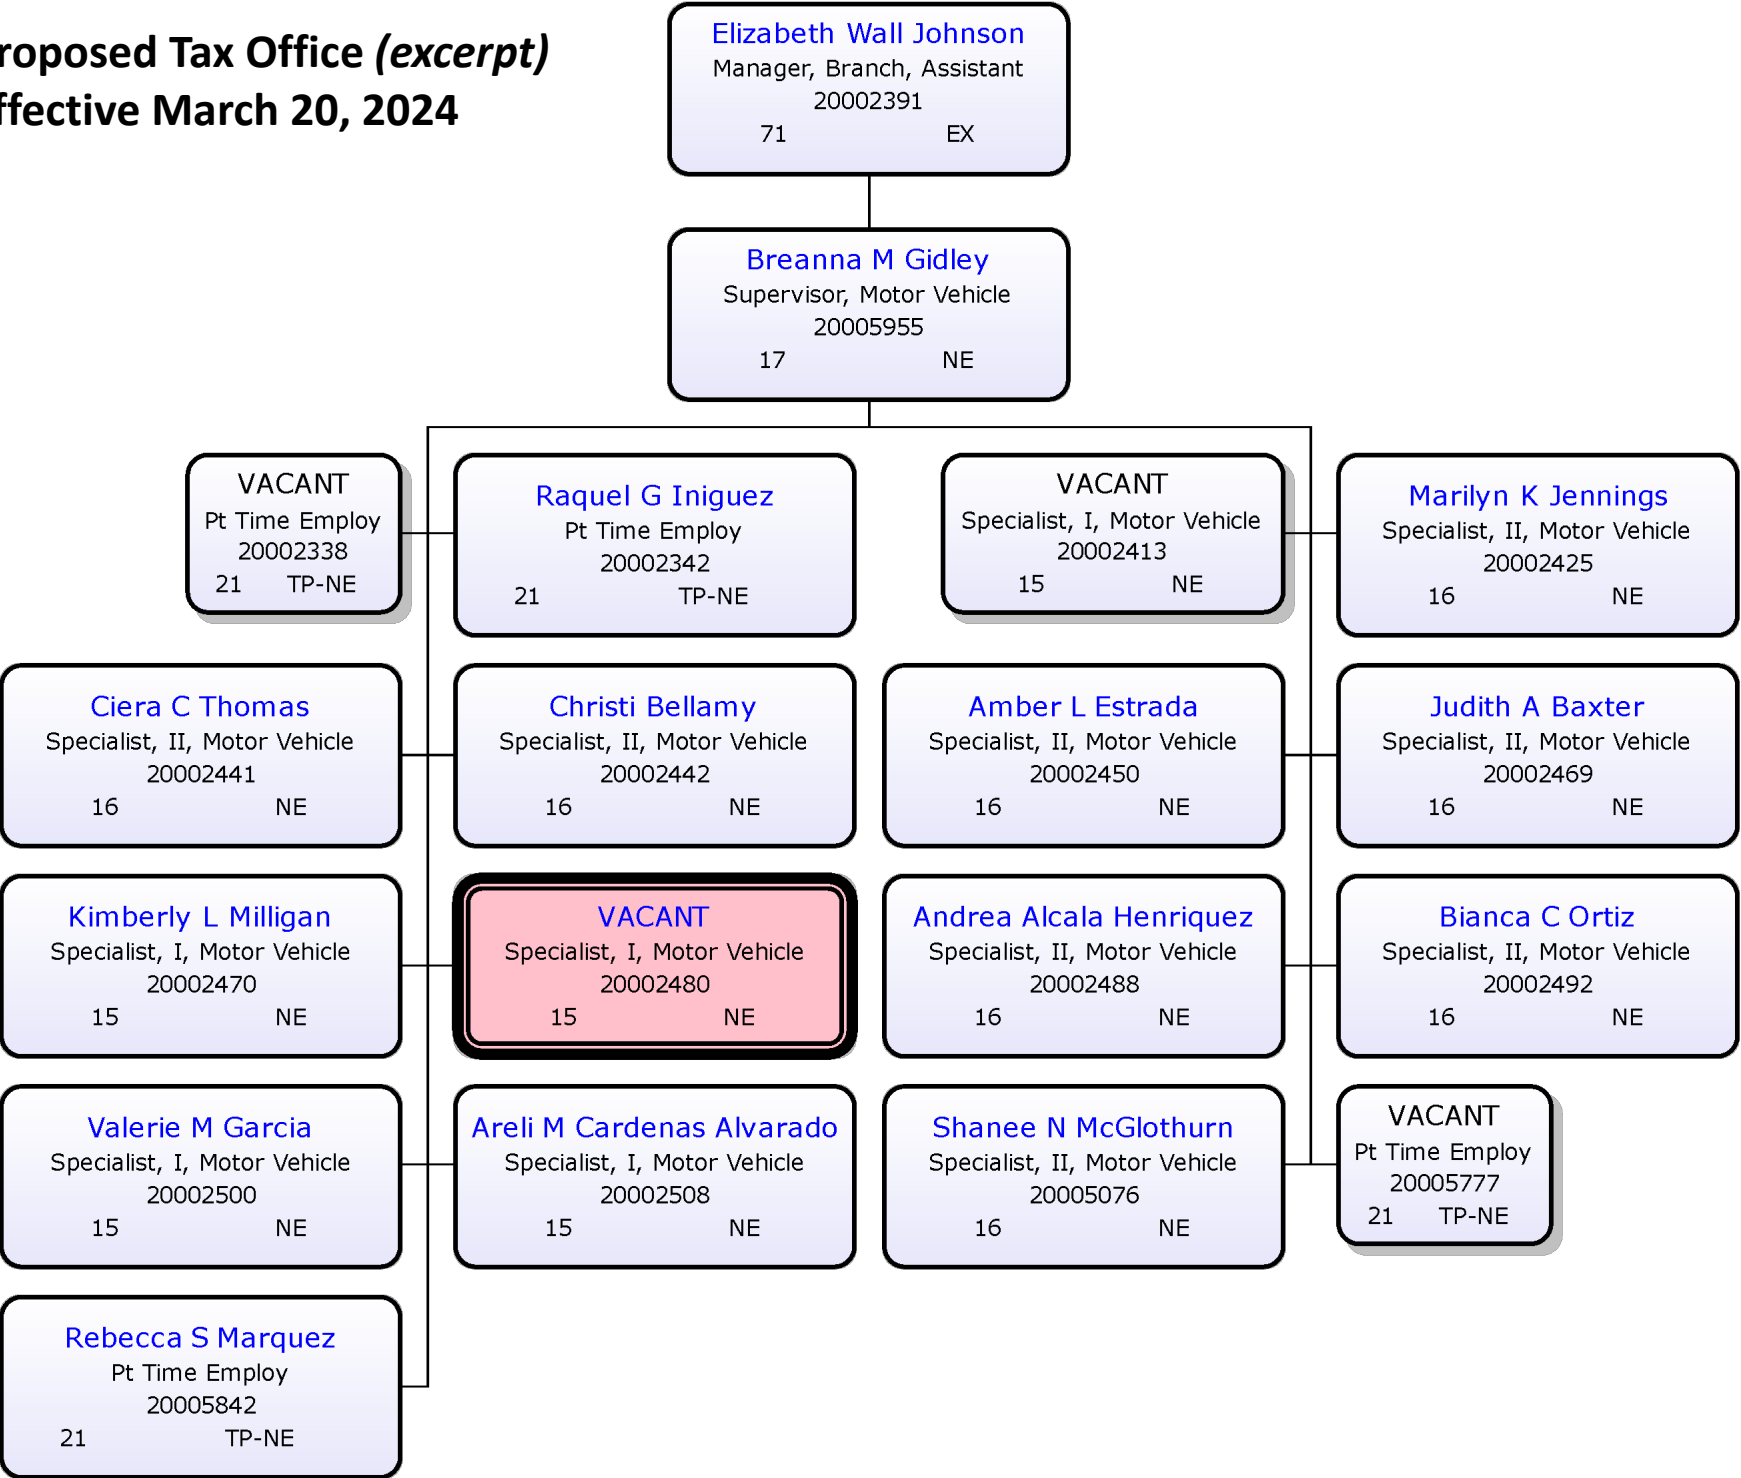 roposed Tax Office (excerpt)
ffective March 20, 2024
Elizabeth Wall Johnson
Manager, Branch, Assistant
20002391
71 EX
Breanna M Gidley
Supervisor, Motor Vehicle
20005955
17 NE
VACANT
Pt Time Employ
20002338
21 TP-NE
Raquel G Iniguez
Pt Time Employ
20002342
21 TP-NE
VACANT
Specialist, I, Motor Vehicle
20002413
15 NE
Marilyn K Jennings
Specialist, II, Motor Vehicle
20002425
16 NE
Ciera C Thomas
Specialist, II, Motor Vehicle
20002441
16 NE
Christi Bellamy
Specialist, II, Motor Vehicle
20002442
16 NE
Amber L Estrada
Specialist, II, Motor Vehicle
20002450
16 NE
Judith A Baxter
Specialist, II, Motor Vehicle
20002469
16 NE
Kimberly L Milligan
Specialist, I, Motor Vehicle
20002470
15 NE
VACANT
Specialist, I, Motor Vehicle
20002480
15 NE
Andrea Alcala Henriquez
Specialist, II, Motor Vehicle
20002488
16 NE
Bianca C Ortiz
Specialist, II, Motor Vehicle
20002492
16 NE
Valerie M Garcia
Specialist, I, Motor Vehicle
20002500
15 NE
Areli M Cardenas Alvarado
Specialist, I, Motor Vehicle
20002508
15 NE
Shanee N McGlothurn
Specialist, II, Motor Vehicle
20005076
16 NE
VACANT
Pt Time Employ
20005777
21 TP-NE
Rebecca S Marquez
Pt Time Employ
20005842
21 TP-NE